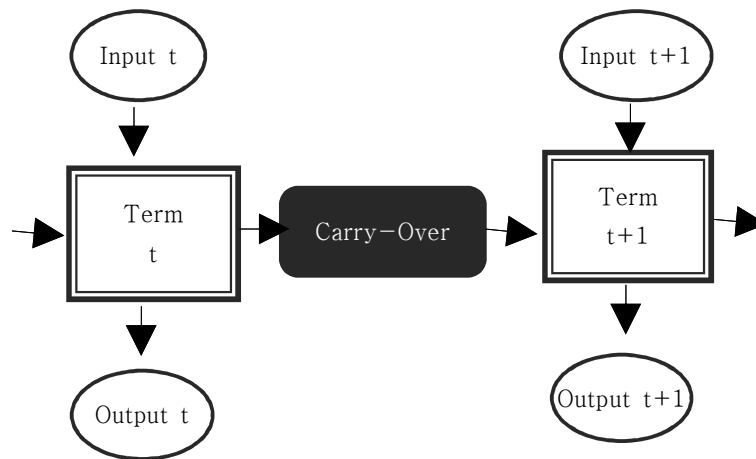 Input t
Input t+1
Term
t
Carry-Over
Term
t+1
Output t
Output t+1